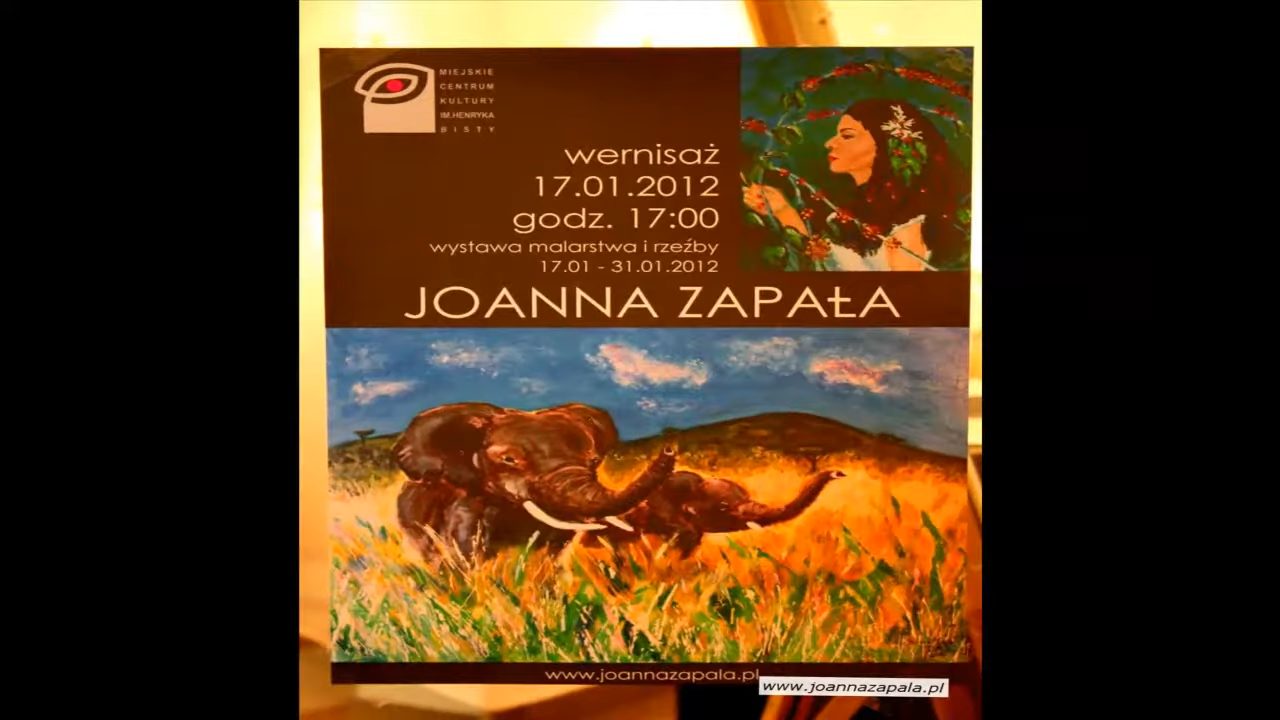 MIEJSKIE
CENTRUM
KULTURY
IM.HENRYKA
BISTY
wernisaż
17.01.2012
godz. 17:00
wystawa malarstwa i rzeźby
17.01 - 31.01.2012
JOANNA ZAPAŁA
www.joannazapala.pl
www.joannazapala.pl